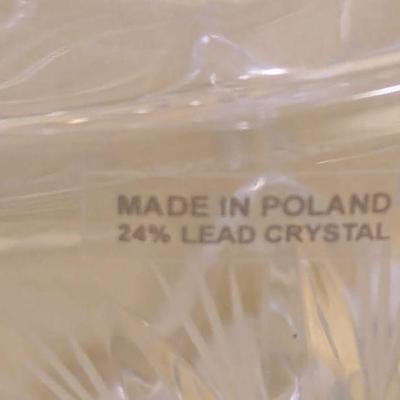 MADE IN POLAND
24% LEAD CRYSTAL